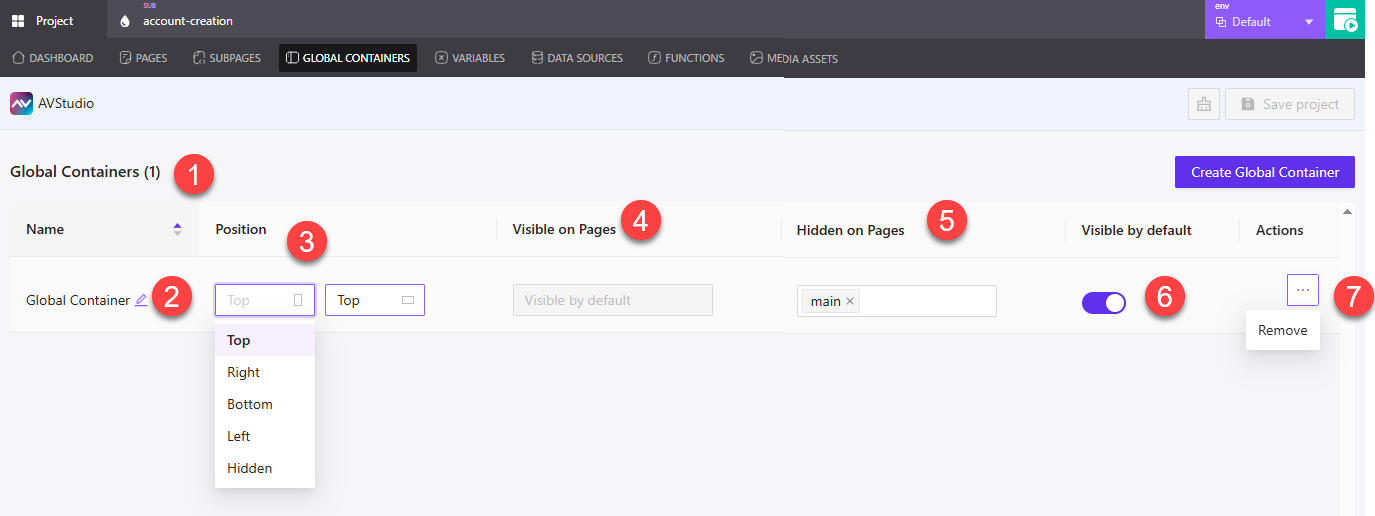 Project
SUB
account-creation
env
Default
DASHBOARD PAGES SUBPAGES GLOBAL CONTAINERS VARIABLES DATA SOURCES FUNCTIONS MEDIA ASSETS
AVStudio
Save project
Global Containers (1)
1
Create Global Container
Name
Position
3
Visible on Pages
4
Hidden on Pages
5
Visible by default
Actions
Global Container
2
Top
Top
Visible by default
main
6
...
7
Remove
Top
Right
Bottom
Left
Hidden